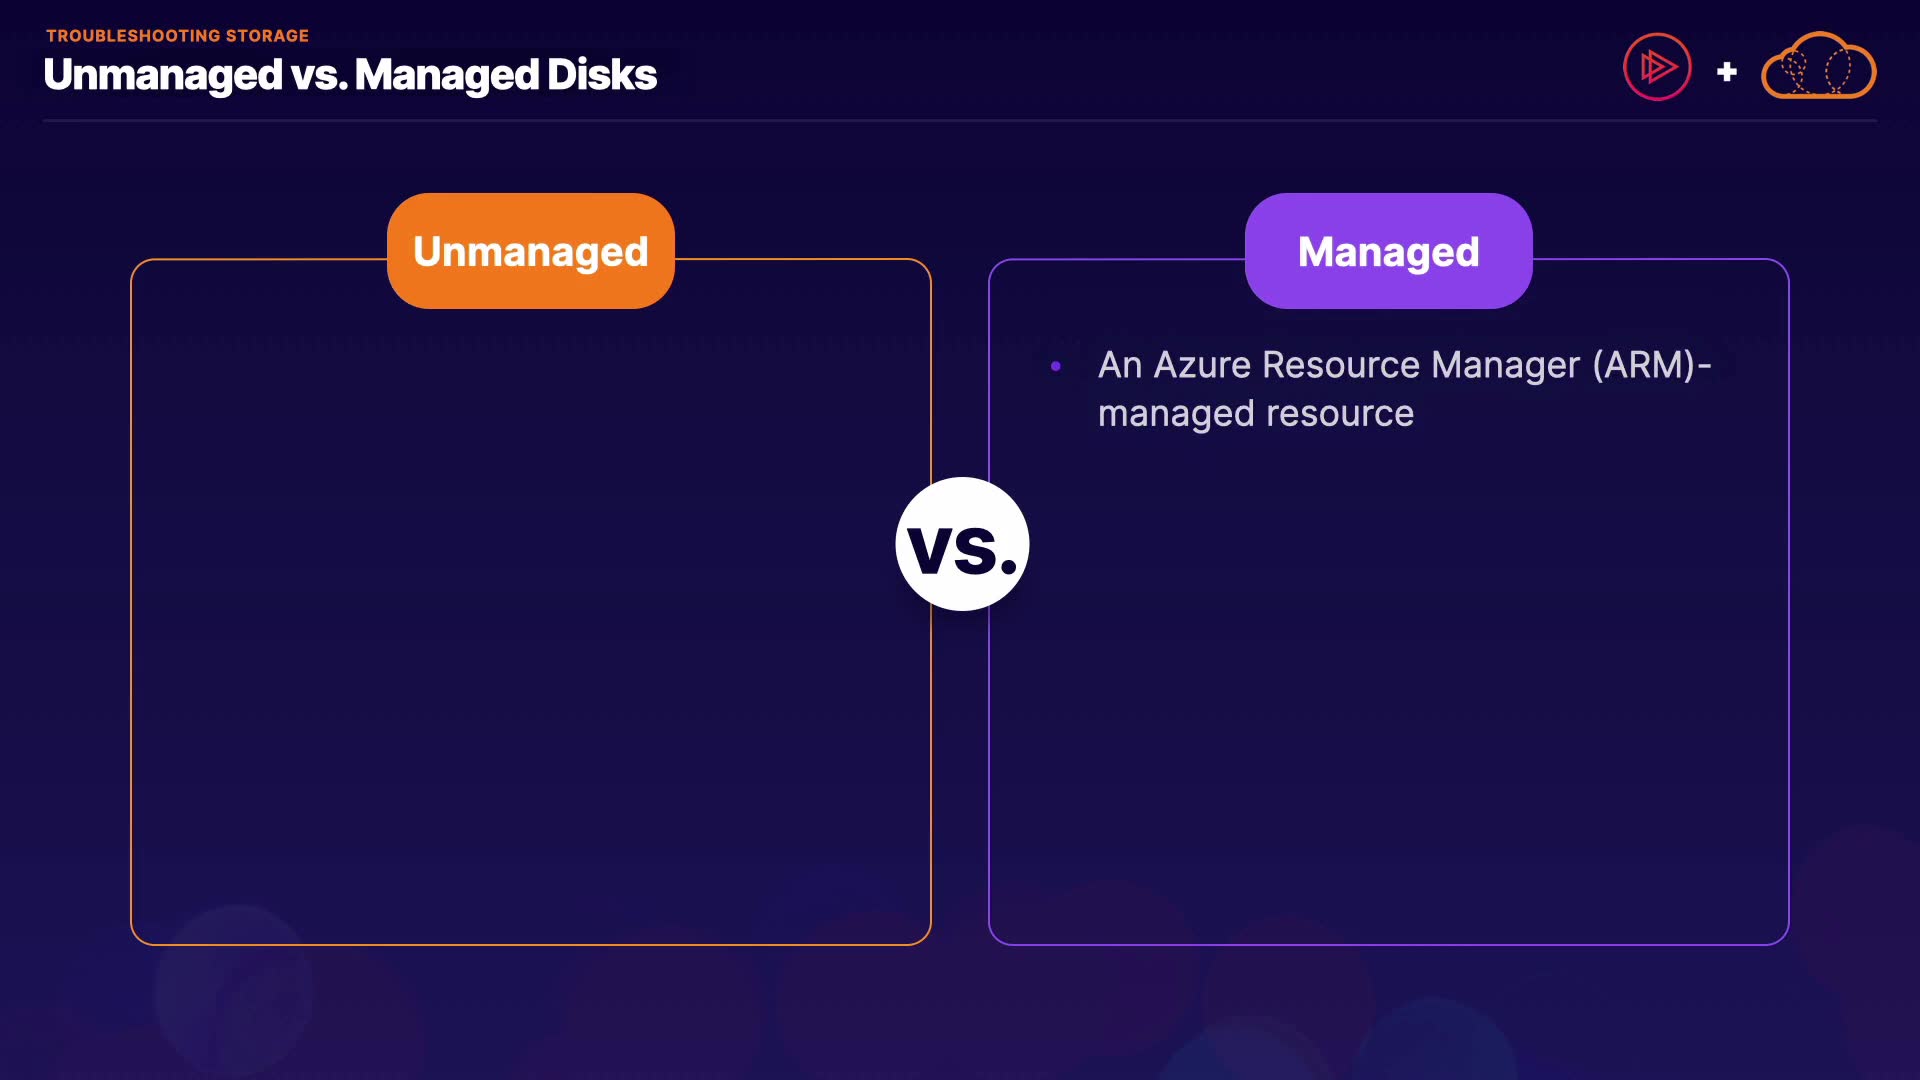 TROUBLESHOOTING STORAGE
Unmanaged vs. Managed Disks
+
Unmanaged
Managed
• An Azure Resource Manager (ARM)-
managed resource
vs.